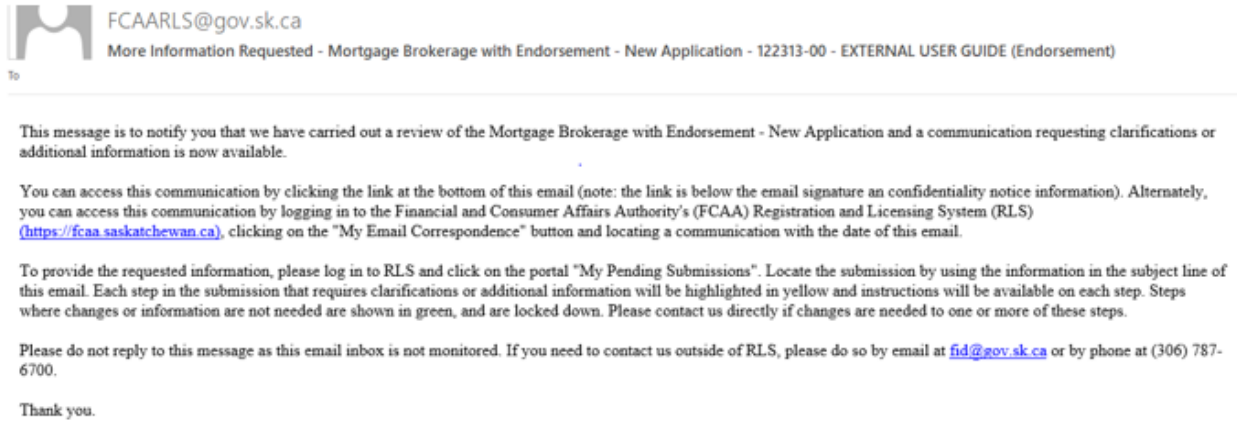 FCAARLS@gov.sk.ca
More Information Requested - Mortgage Brokerage with Endorsement - New Application - 122313-00 - EXTERNAL USER GUIDE (Endorsement)
To
This message is to notify you that we have carried out a review of the Mortgage Brokerage with Endorsement - New Application and a communication requesting clarifications or
additional information is now available.
You can access this communication by clicking the link at the bottom of this email (note: the link is below the email signature an confidentiality notice information). Alternately,
you can access this communication by logging in to the Financial and Consumer Affairs Authority's (FCAA) Registration and Licensing System (RLS)
(https://fcaa.saskatchewan.ca), clicking on the "My Email Correspondence" button and locating a communication with the date of this email.
To provide the requested information, please log in to RLS and click on the portal "My Pending Submissions". Locate the submission by using the information in the subject line of
this email. Each step in the submission that requires clarifications or additional information will be highlighted in yellow and instructions will be available on each step. Steps
where changes or information are not needed are shown in green, and are locked down. Please contact us directly if changes are needed to one or more of these steps.
Please do not reply to this message as this email inbox is not monitored. If you need to contact us outside of RLS, please do so by email at fid@gov.sk.ca or by phone at (306) 787-
6700.
Thank you.